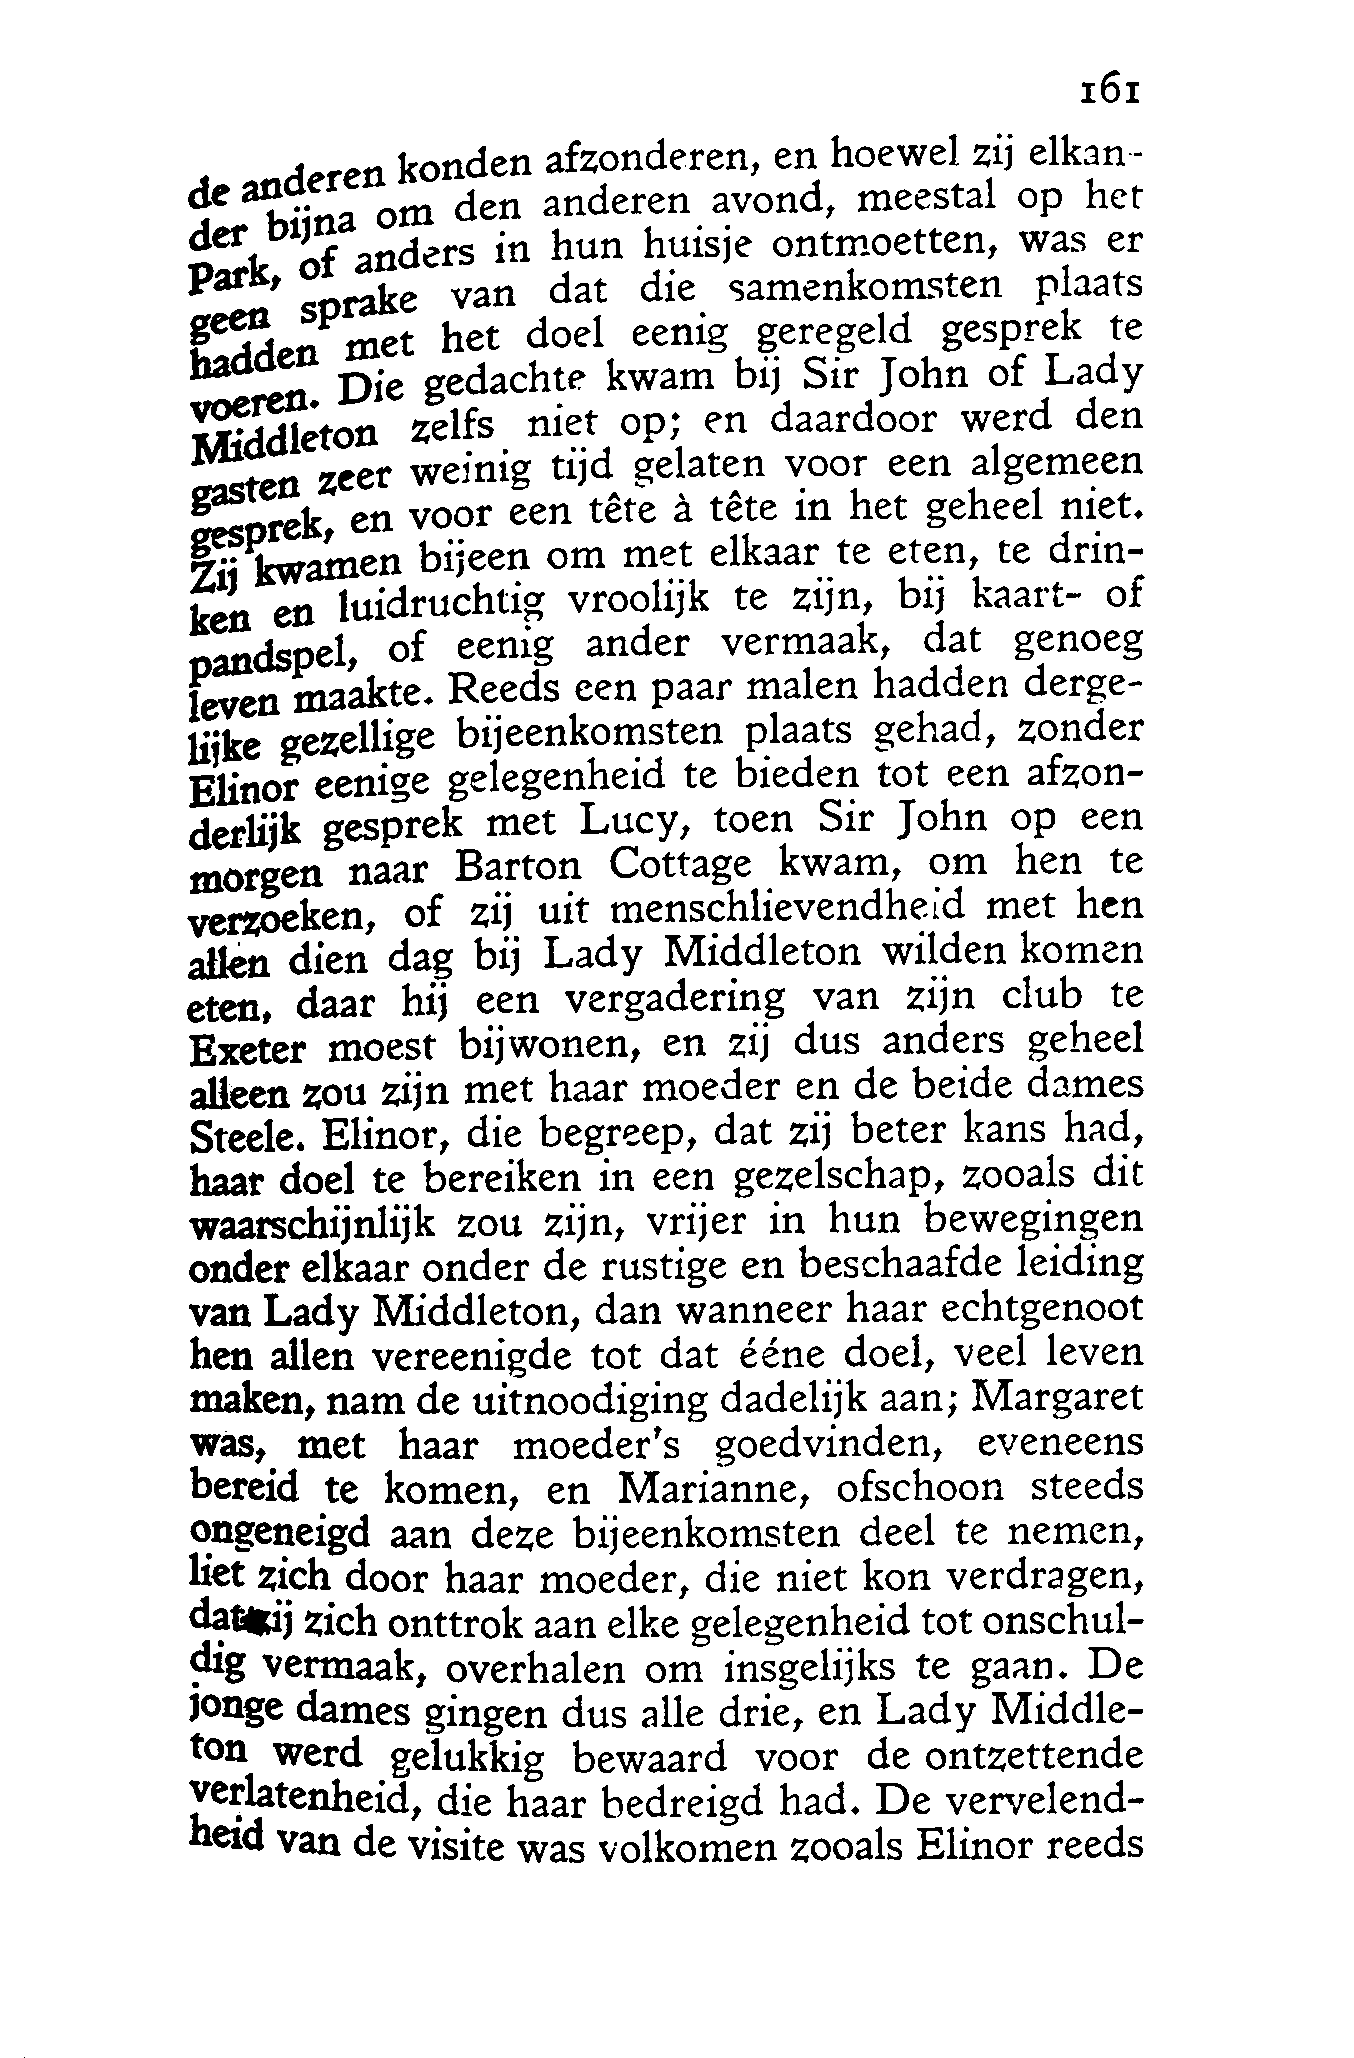 161
de anderen konden afzonderen, en hoewel zij elkan-
der bijna om den anderen avond, meestal op het
Park, of anders in hun huisje ontmoetten, was er
geen sprake van dat die samenkomsten plaats
hadden met het doel eenig geregeld gesprek te
voeren. Die gedachte kwam bij Sir John of Lady
Middleton zelfs niet op; en daardoor werd den
gasten zeer weinig tijd gelaten voor een algemeen
gesprek, en voor een tête à tête in het geheel niet.
Zij kwamen bijeen om met elkaar te eten, te drin-
ken en luidruchtig vroolijk te zijn, bij kaart- of
pandspel, of eenig ander vermaak, dat genoeg
leven maakte. Reeds een paar malen hadden derge-
lijke gezellige bijeenkomsten plaats gehad, zonder
Elinor eenige gelegenheid te bieden tot een afzon-
derlijk gesprek met Lucy, toen Sir John op een
morgen naar Barton Cottage kwam, om hen te
verzoeken, of zij uit menschlievendheid met hen
allen dien dag bij Lady Middleton wilden komen
eten, daar hij een vergadering van zijn club te
Exeter moest bijwonen, en zij dus anders geheel
alleen zou zijn met haar moeder en de beide dames
Steele. Elinor, die begreep, dat zij beter kans had,
haar doel te bereiken in een gezelschap, zooals dit
waarschijnlijk zou zijn, vrijer in hun bewegingen
onder elkaar onder de rustige en beschaafde leiding
van Lady Middleton, dan wanneer haar echtgenoot
hen allen vereenigde tot dat ééne doel, veel leven
maken, nam de uitnoodiging dadelijk aan; Margaret
was, met haar moeder's goedvinden, eveneens
bereid te komen, en Marianne, ofschoon steeds
ongeneigd aan deze bijeenkomsten deel te nemen,
liet zich door haar moeder, die niet kon verdragen,
dat zij zich onttrok aan elke gelegenheid tot onschul-
dig vermaak, overhalen om insgelijks te gaan. De
jonge dames gingen dus alle drie, en Lady Middle-
ton werd gelukkig bewaard voor de ontzettende
verlatenheid, die haar bedreigd had. De vervelend-
heid van de visite was volkomen zooals Elinor reeds